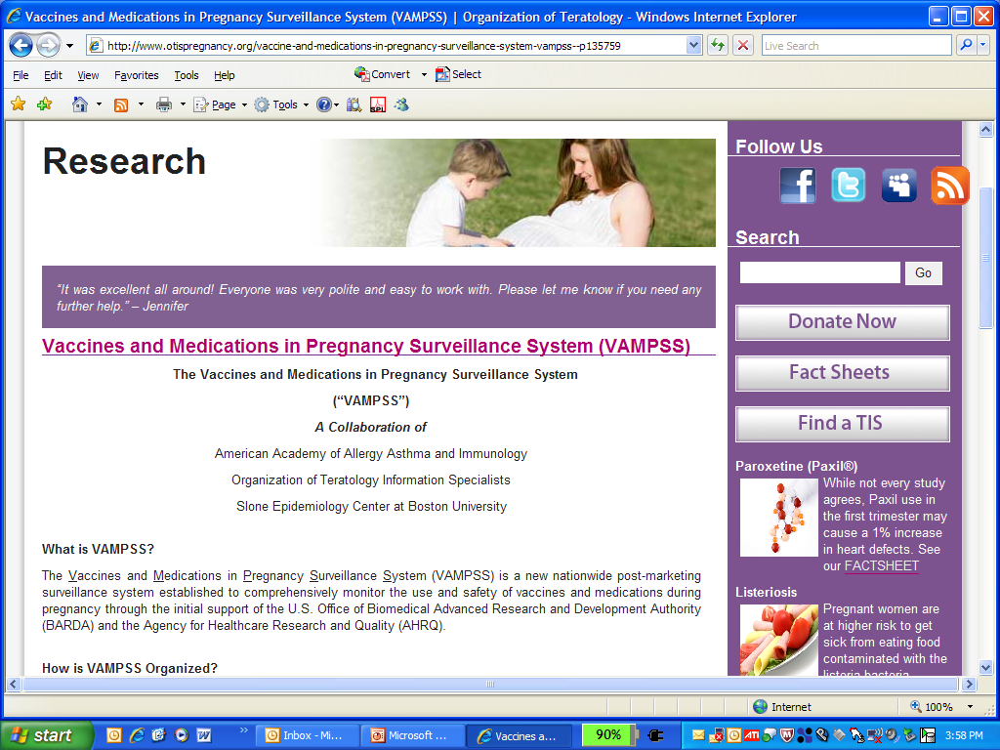 Vaccines and Medications in Pregnancy Surveillance System (VAMPSS) | Organization of Teratology - Windows Internet Explorer
http://www.otispregnancy.org/vaccine-and-medications-in-pregnancy-surveillance-system-vampss--p135759
Live Search
File Edit View Favorites Tools Help
Convert Select
Page Tools
Research
“It was excellent all around! Everyone was very polite and easy to work with. Please let me know if you need any
further help.” – Jennifer
Vaccines and Medications in Pregnancy Surveillance System (VAMPSS)
The Vaccines and Medications in Pregnancy Surveillance System
(“VAMPSS”)
A Collaboration of
American Academy of Allergy Asthma and Immunology
Organization of Teratology Information Specialists
Slone Epidemiology Center at Boston University
What is VAMPSS?
The Vaccines and Medications in Pregnancy Surveillance System (VAMPSS) is a new nationwide post-marketing
surveillance system established to comprehensively monitor the use and safety of vaccines and medications during
pregnancy through the initial support of the U.S. Office of Biomedical Advanced Research and Development Authority
(BARDA) and the Agency for Healthcare Research and Quality (AHRQ).
How is VAMPSS Organized?
Follow Us
Search
Go
Donate Now
Fact Sheets
Find a TIS
Paroxetine (Paxil®)
While not every study
agrees, Paxil use in
the first trimester may
cause a 1% increase
in heart defects. See
our FACTSHEET
Listeriosis
Pregnant women are
at higher risk to get
sick from eating food
contaminated with the
listeria bacteria
Internet
100%
start
Inbox - Mi...
Microsoft ...
Vaccines a...
90%
3:58 PM